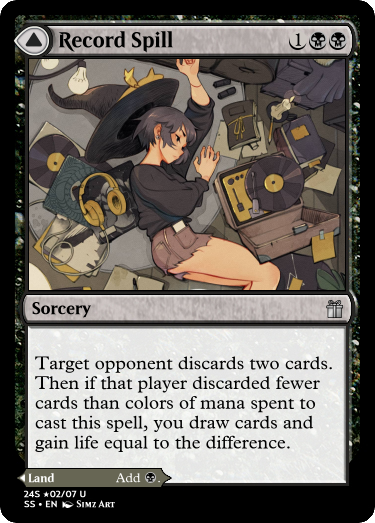 Record Spill 1
Sorcery
Target opponent discards two cards.
Then if that player discarded fewer
cards than colors of mana spent to
cast this spell, you draw cards and
gain life equal to the difference.
Land Add .
24S ★02/07 U
SS • EN Simz Art